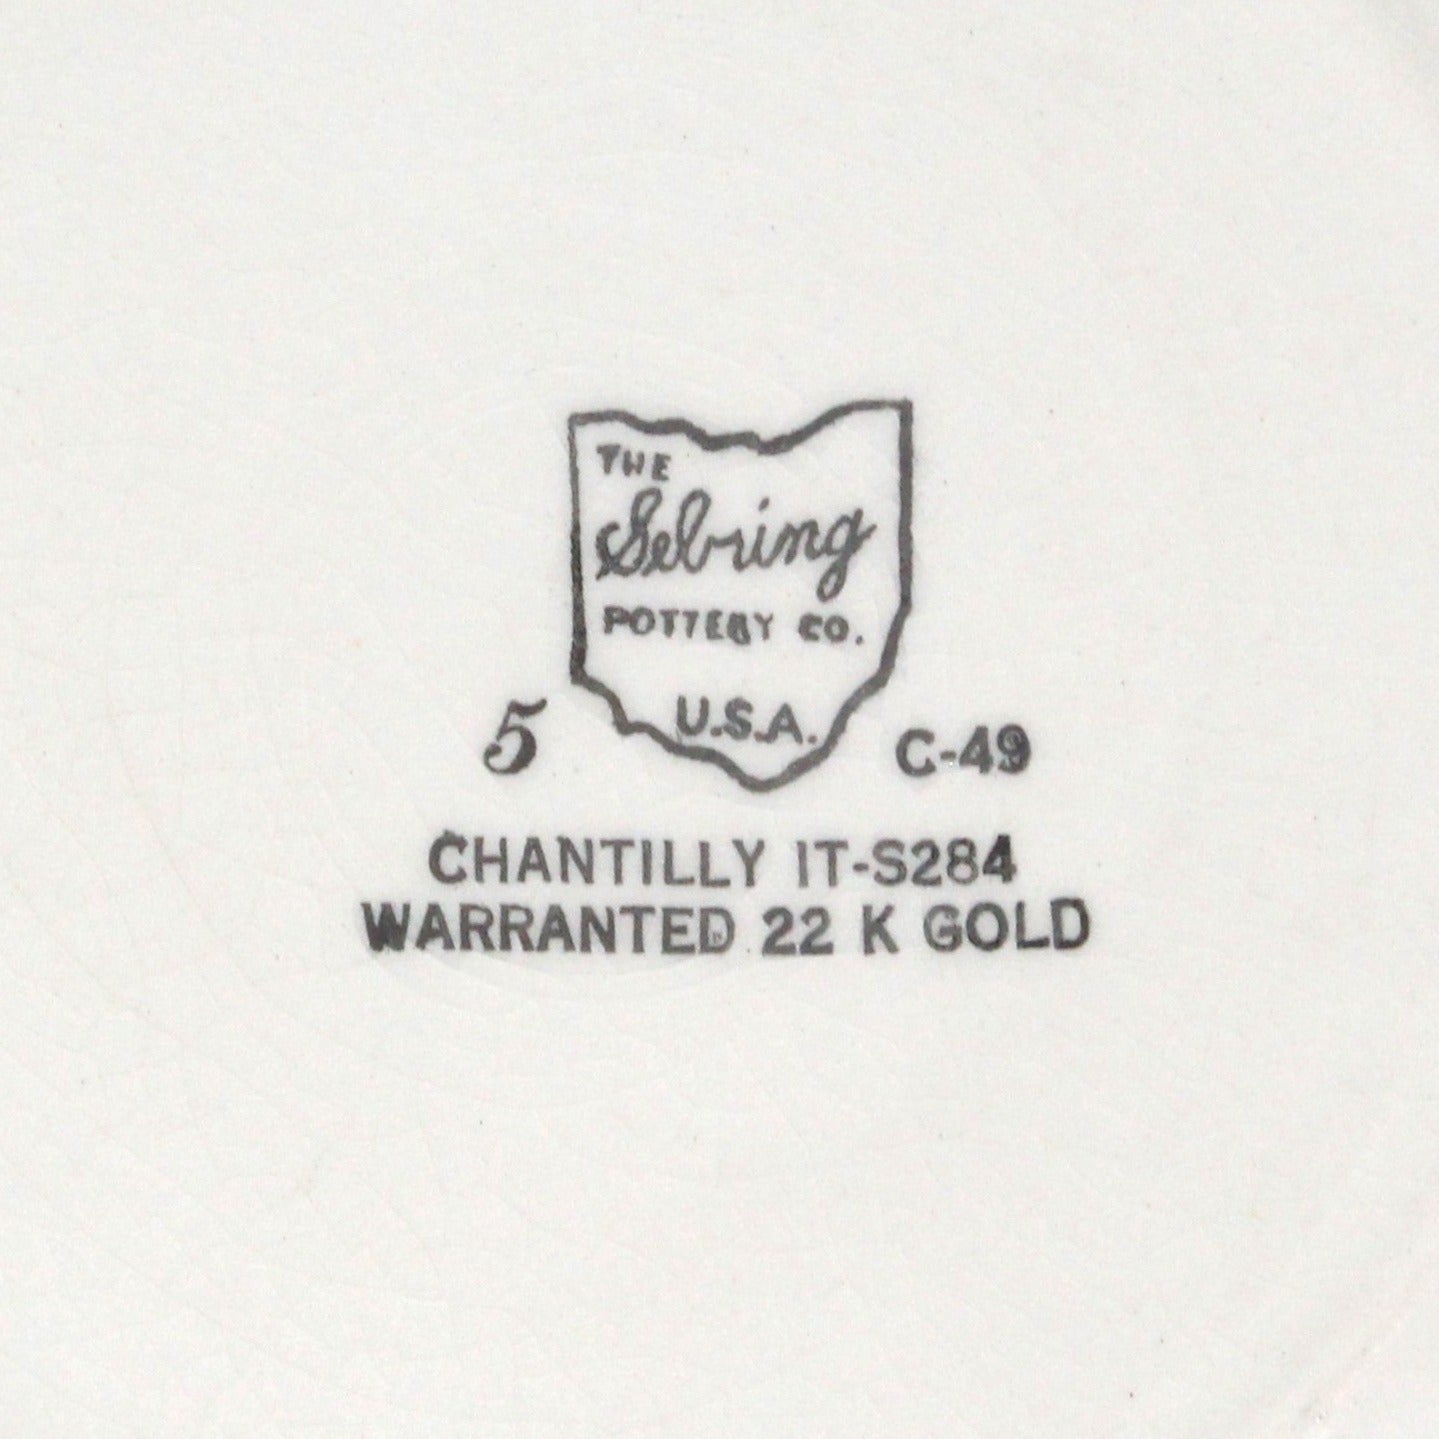 THE
Sebring
POTTERY CO.
U.S.A.
5 C-49
CHANTILLY IT-S284
WARRANTED 22 K GOLD